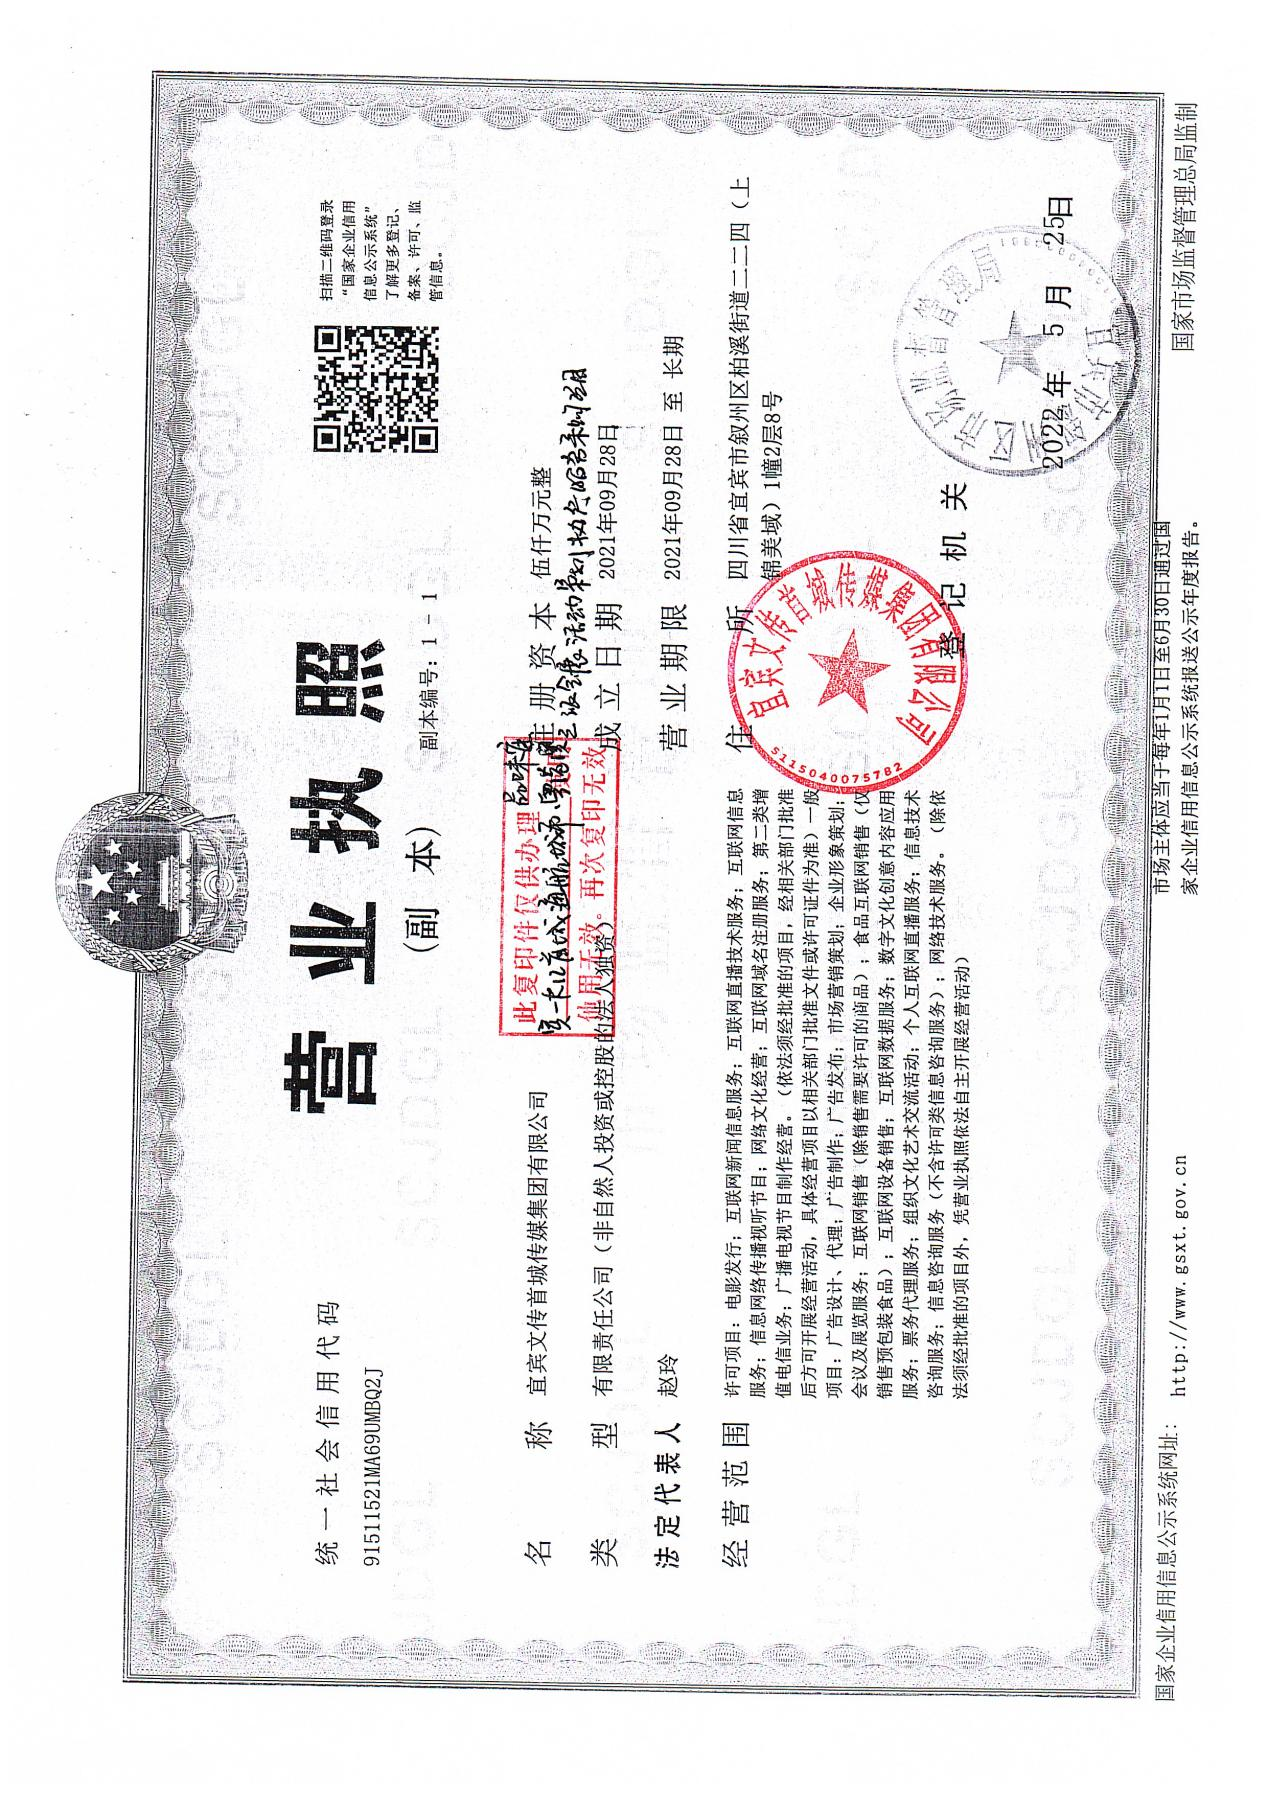 统一社会信用代码
91511521MA69UMBQ2J
营业执照
(副 本)
副本编号：1-1
扫描二维码登录
“国家企业信用
信息公示系统”
了解更多登记、
备案、许可、监
管信息。
名称 宜宾文传首城传媒集团有限公司
类型 有限责任公司（非自然人投资或控股的法人独资）
法定代表人 赵玲
经营范围 许可项目：电影发行；互联网新闻信息服务；互联网直播技术服务；互联网信息
服务；信息网络传播视听节目；网络文化经营；互联网域名注册服务；第二类增
值电信业务；广播电视节目制作经营。（依法须经批准的项目，经相关部门批准
后方可开展经营活动，具体经营项目以相关部门批准文件或许可证件为准）一般
项目：广告设计、代理；广告制作；广告发布；市场营销策划；企业形象策划；
会议及展览服务；互联网销售（除销售需要许可的商品）；食品互联网销售（仅
销售预包装食品）；互联网设备销售；互联网数据服务；数字文化创意内容应用
服务；票务代理服务；组织文化艺术交流活动；个人互联网直播服务；信息技术
咨询服务；信息咨询服务（不含许可类信息咨询服务）；网络技术服务。（除依
法须经批准的项目外，凭营业执照依法自主开展经营活动）
注册资本 伍仟万元整
成立日期 2021年09月28日
营业期限 2021年09月28日 至 长期
住所 四川省宜宾市叙州区柏溪街道二二四（上
锦美域）1幢2层8号
此复印件仅供办理
使用无效。再次复印无效
宜宾文传首城传媒集团有限公司
5115040075782
登记机关
2022年 5 月 25日
国家企业信用信息公示系统网址： http://www.gsxt.gov.cn
市场主体应当于每年1月1日至6月30日通过国
家企业信用信息公示系统报送公示年度报告。
国家市场监督管理总局监制